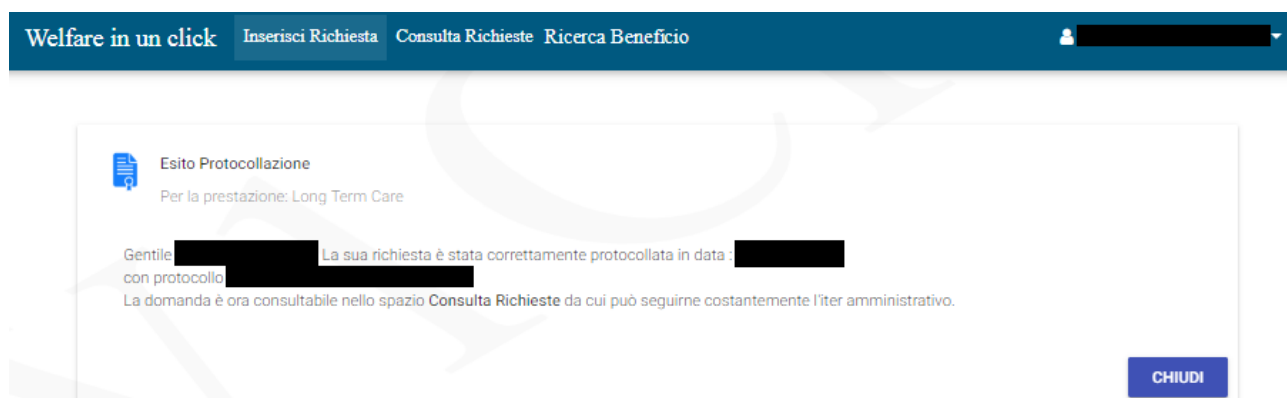 Welfare in un click Inserisci Richiesta Consulta Richieste Ricerca Beneficio
Esito Protocollazione
Per la prestazione: Long Term Care
Gentile La sua richiesta è stata correttamente protocollata in data :
con protocollo
La domanda è ora consultabile nello spazio Consulta Richieste da cui può seguirne costantemente l'iter amministrativo.
CHIUDI